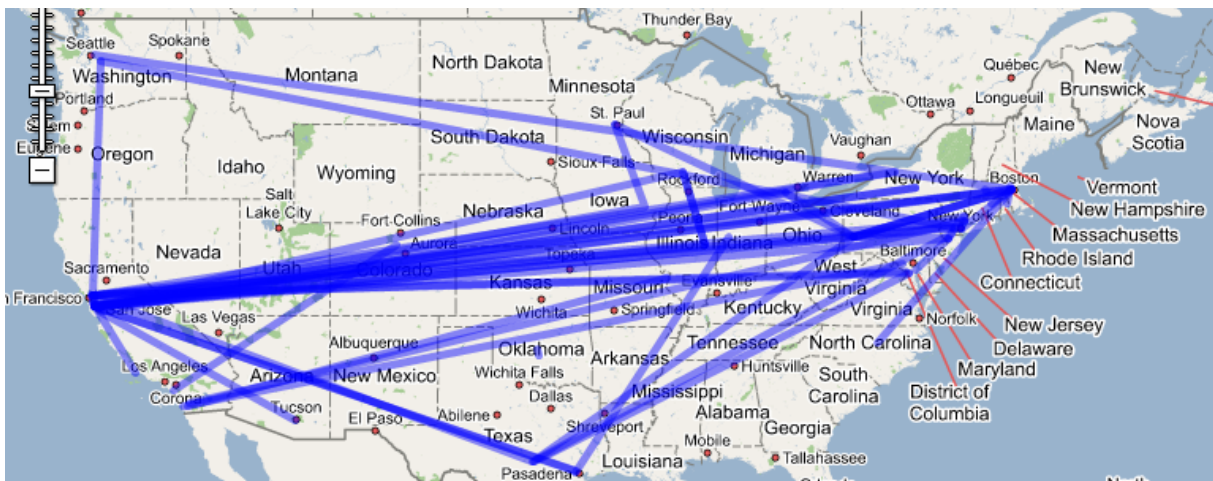 Thunder Bay
Seattle
Spokane
Washington
Montana
North Dakota
Minnesota
Québec
New
Brunswick
Portland
Salem
Eugene
Oregon
Idaho
Wyoming
South Dakota
St. Paul
Sioux Falls
Wisconsin
Michigan
Ottawa
Longueuil
Maine
Nova
Scotia
Vaughan
Warren
New York
Boston
Vermont
New Hampshire
Massachusetts
Rhode Island
Connecticut
Salt
Lake City
Fort Collins
Aurora
Nebraska
Lincoln
Iowa
Rockford
Peor
Fort Wayne
Cleveland
New York
Nevada
Utah
Colorado
Topeka
Illinois
Indiana
Ohio
Baltimore
Sacramento
n Francisco
San Jose
Las Vegas
Kansas
Wichita
Missouri
Springfield
Evansville
Kentucky
West
Virginia
Virginia
Norfolk
New Jersey
Delaware
Maryland
District of
Columbia
Los Angeles
Corona
Arizona
Tucson
Albuquerque
New Mexico
El Paso
Oklahoma
Wichita Falls
Abilene
Dallas
Texas
Arkansas
Shreveport
Pasadena
Louisiana
Tennessee
Huntsville
North Carolina
South
Carolina
Mississippi
Alabama
Georgia
Mobile
Tallahassee